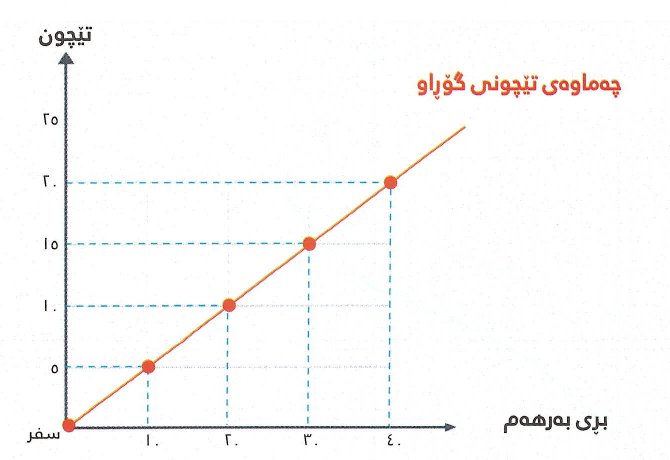 تێچون
چەماوەی تێچونی گۆڕاو
٢٥
٢٠
١٥
١٠
٥
سفر
١٠
٢٠
٣٠
٤٠
بڕی بەرهەم